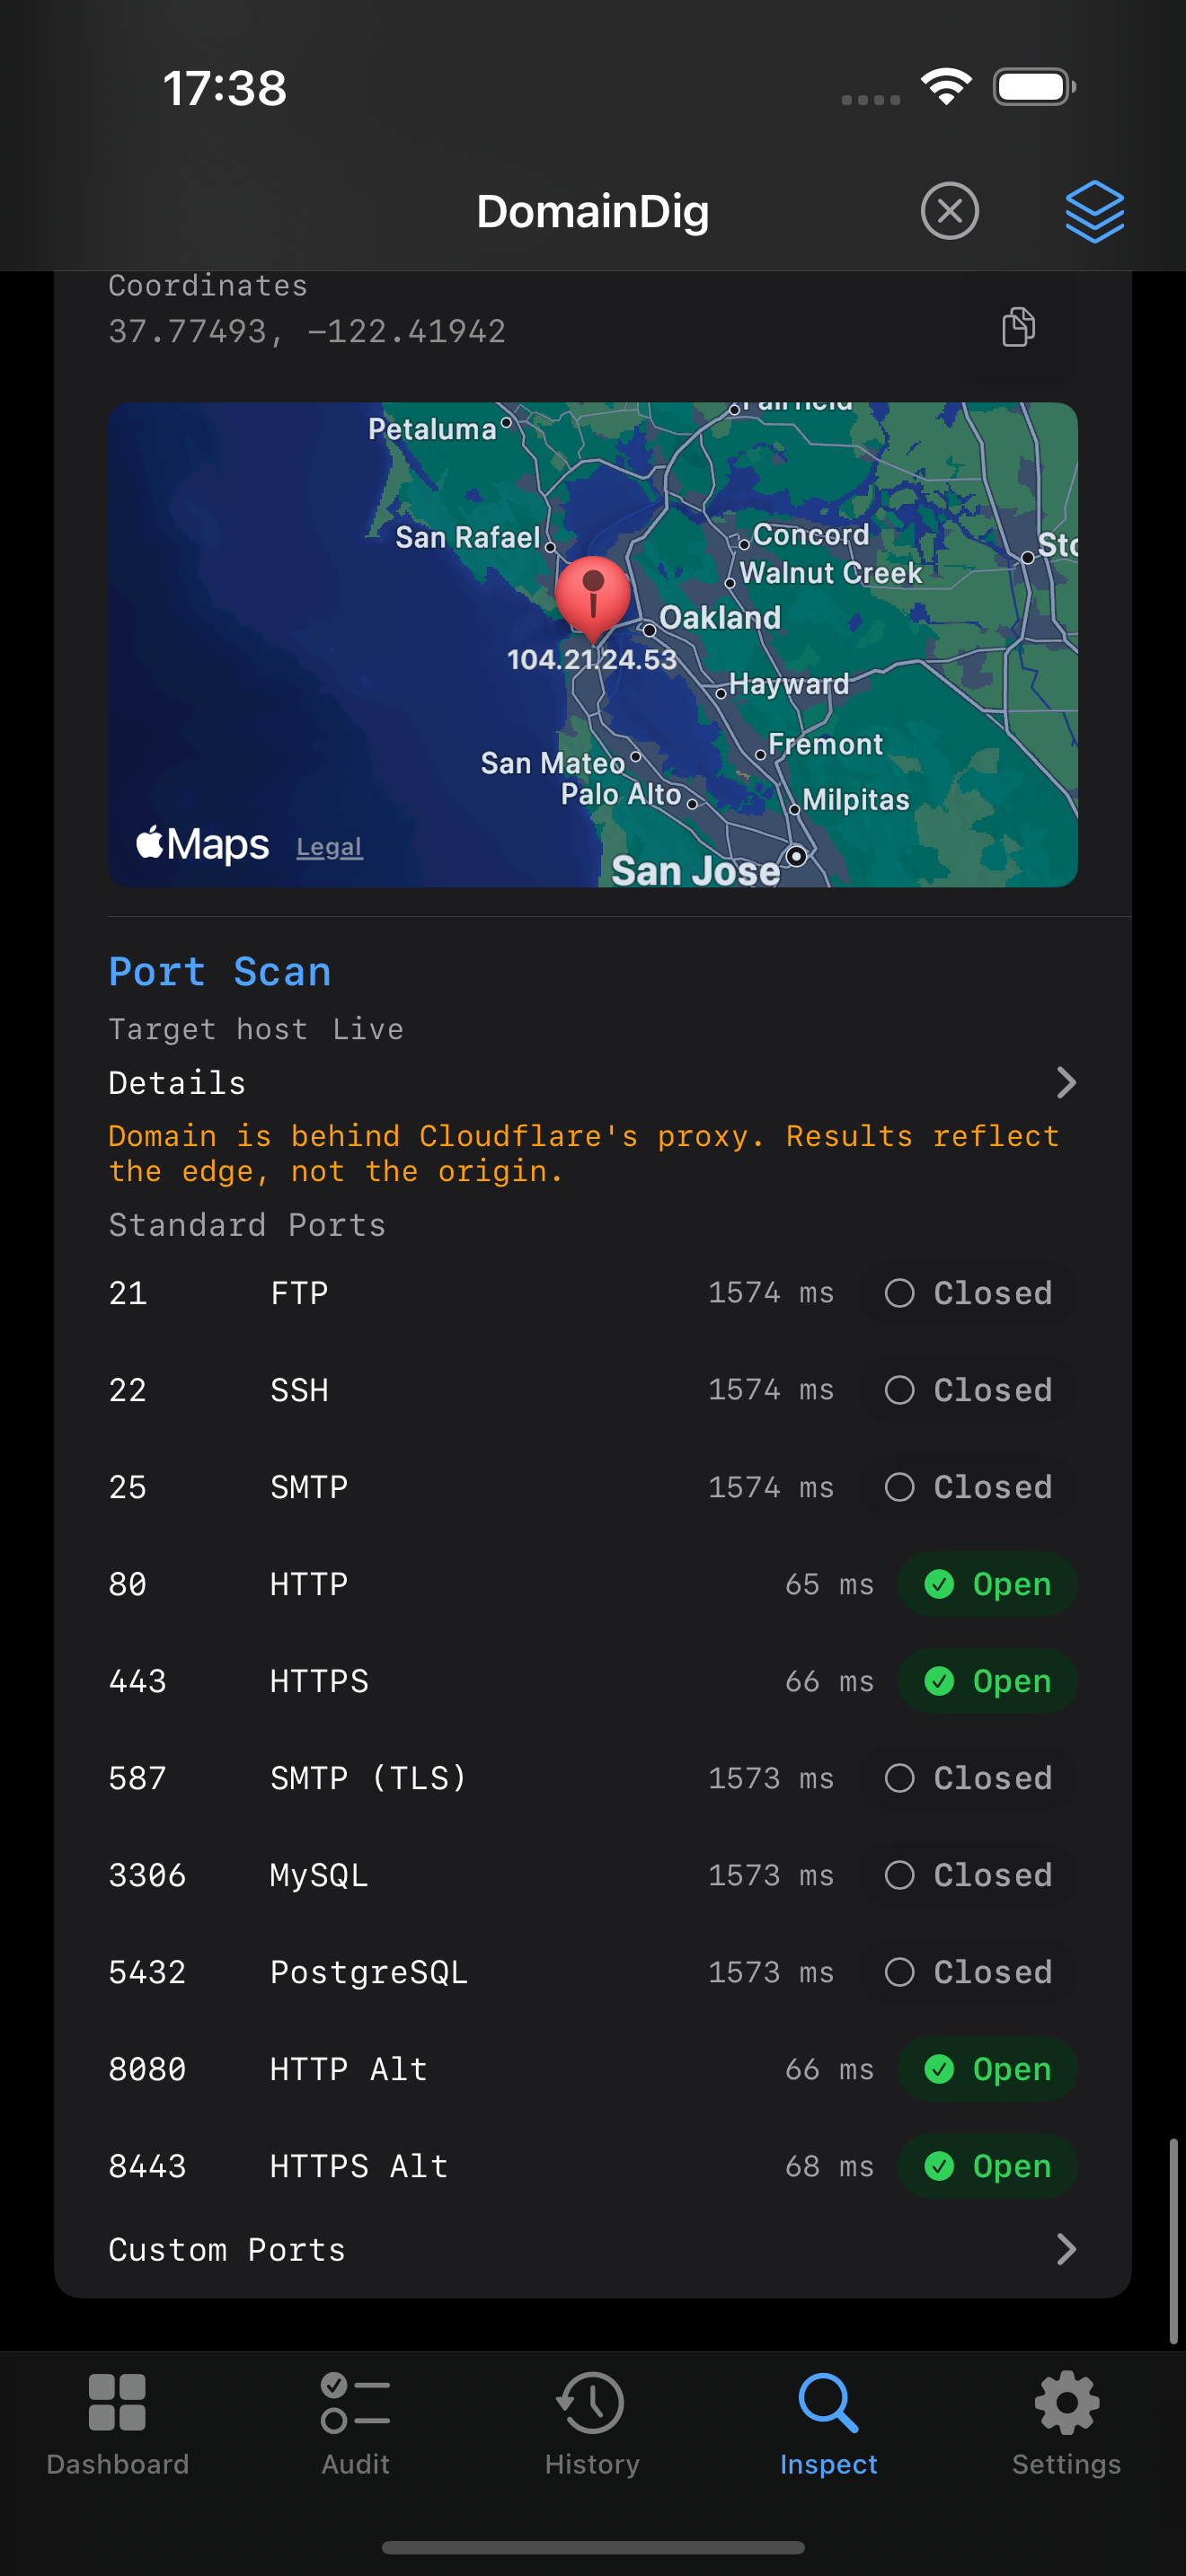 17:38
DomainDig
Coordinates
37.77493, −122.41942
Fairfield
Petaluma
San Rafael
Concord
Sto
Walnut Creek
Oakland
104.21.24.53
Hayward
Fremont
San Mateo
Palo Alto
Milpitas
Maps
Legal
San Jose
Port Scan
Target host Live
Details
Domain is behind Cloudflare's proxy. Results reflect
the edge, not the origin.
Standard Ports
21 FTP 1574 ms Closed
22 SSH 1574 ms Closed
25 SMTP 1574 ms Closed
80 HTTP 65 ms Open
443 HTTPS 66 ms Open
587 SMTP (TLS) 1573 ms Closed
3306 MySQL 1573 ms Closed
5432 PostgreSQL 1573 ms Closed
8080 HTTP Alt 66 ms Open
8443 HTTPS Alt 68 ms Open
Custom Ports
Dashboard Audit History Inspect Settings